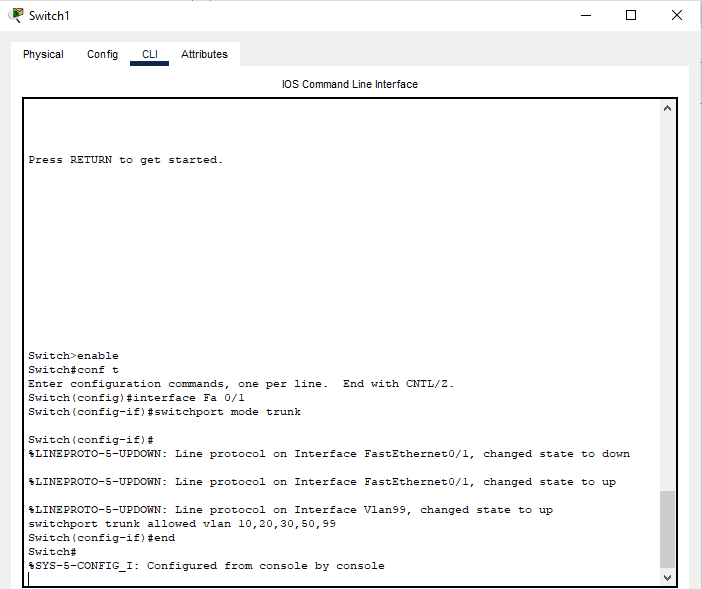 Switch1
Physical Config CLI Attributes
IOS Command Line Interface
Press RETURN to get started.
Switch>enable
Switch#conf t
Enter configuration commands, one per line.  End with CNTL/Z.
Switch(config)#interface Fa 0/1
Switch(config-if)#switchport mode trunk
Switch(config-if)#
%LINEPROTO-5-UPDOWN: Line protocol on Interface FastEthernet0/1, changed state to down
%LINEPROTO-5-UPDOWN: Line protocol on Interface FastEthernet0/1, changed state to up
%LINEPROTO-5-UPDOWN: Line protocol on Interface Vlan99, changed state to up
switchport trunk allowed vlan 10,20,30,50,99
Switch(config-if)#end
Switch#
%SYS-5-CONFIG_I: Configured from console by console